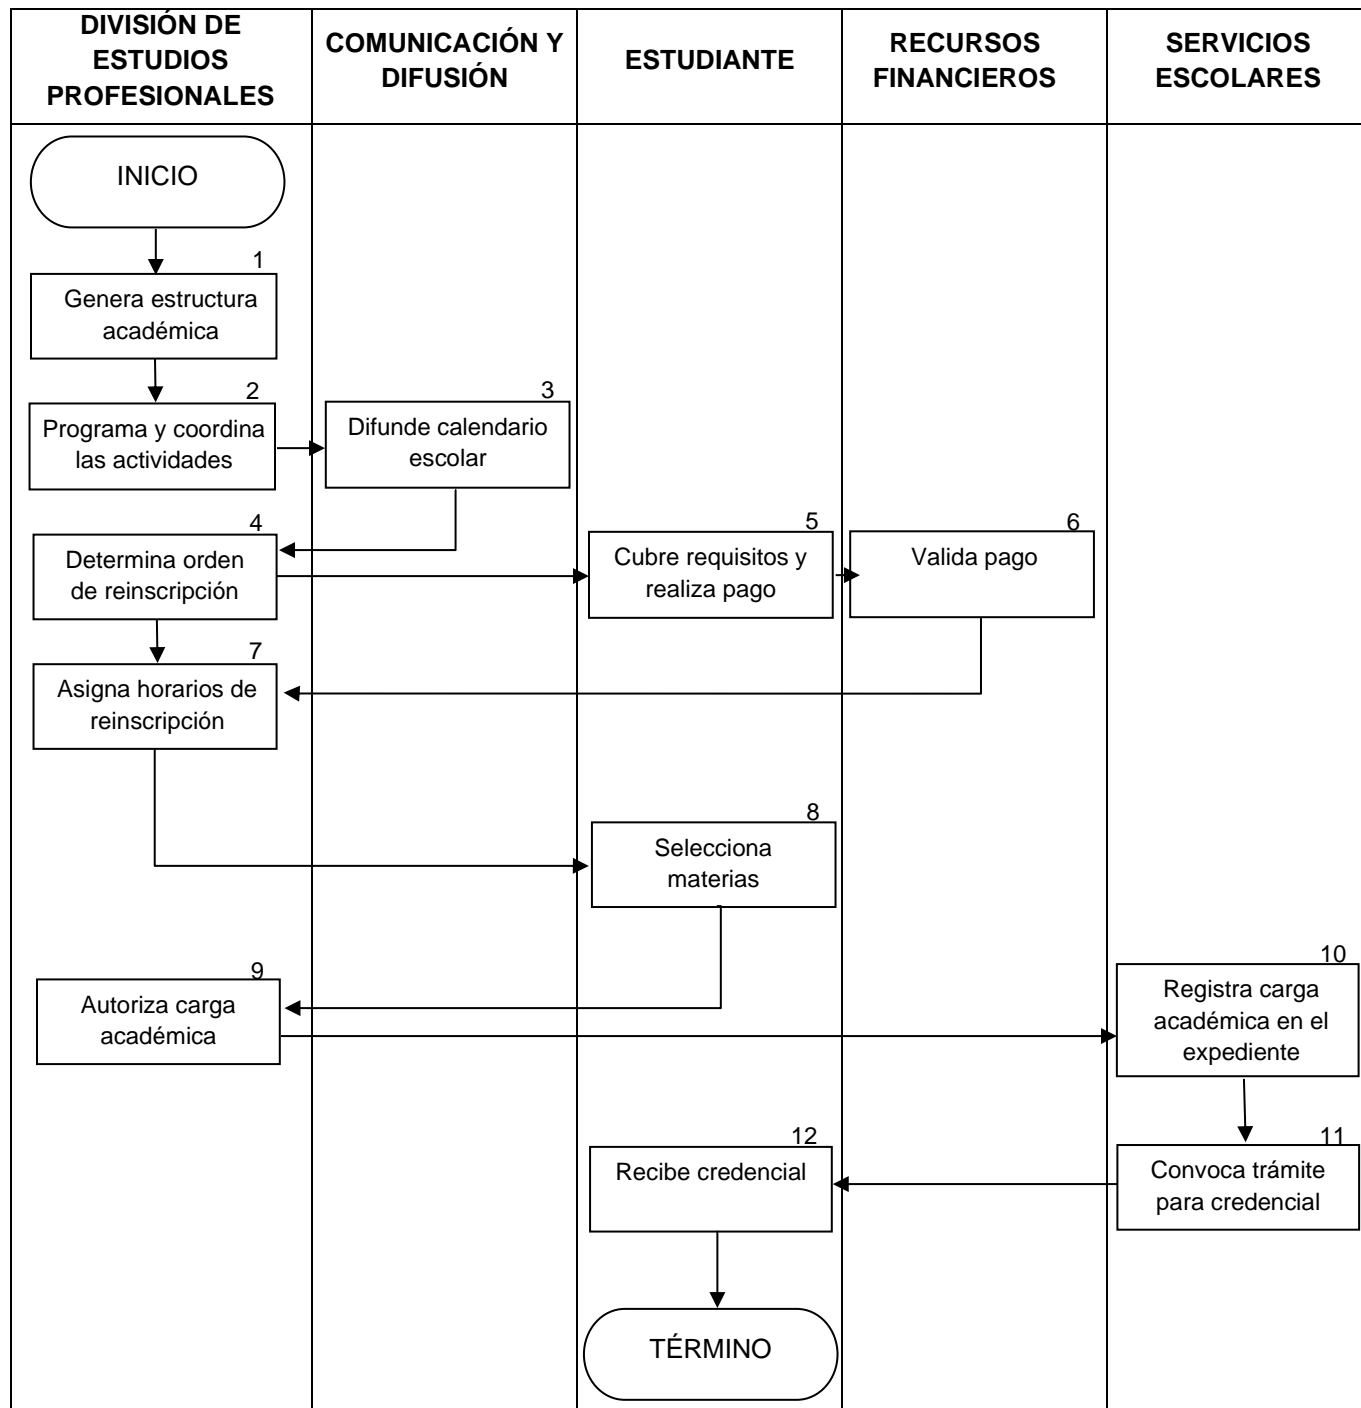 DIVISIÓN DE
ESTUDIOS
PROFESIONALES
COMUNICACIÓN Y
DIFUSIÓN
ESTUDIANTE
RECURSOS
FINANCIEROS
SERVICIOS
ESCOLARES
INICIO
1
Genera estructura
académica
2
Programa y coordina
las actividades
3
Difunde calendario
escolar
4
Determina orden
de reinscripción
5
Cubre requisitos y
realiza pago
6
Valida pago
7
Asigna horarios de
reinscripción
8
Selecciona
materias
9
Autoriza carga
académica
10
Registra carga
académica en el
expediente
11
Convoca trámite
para credencial
12
Recibe credencial
TÉRMINO